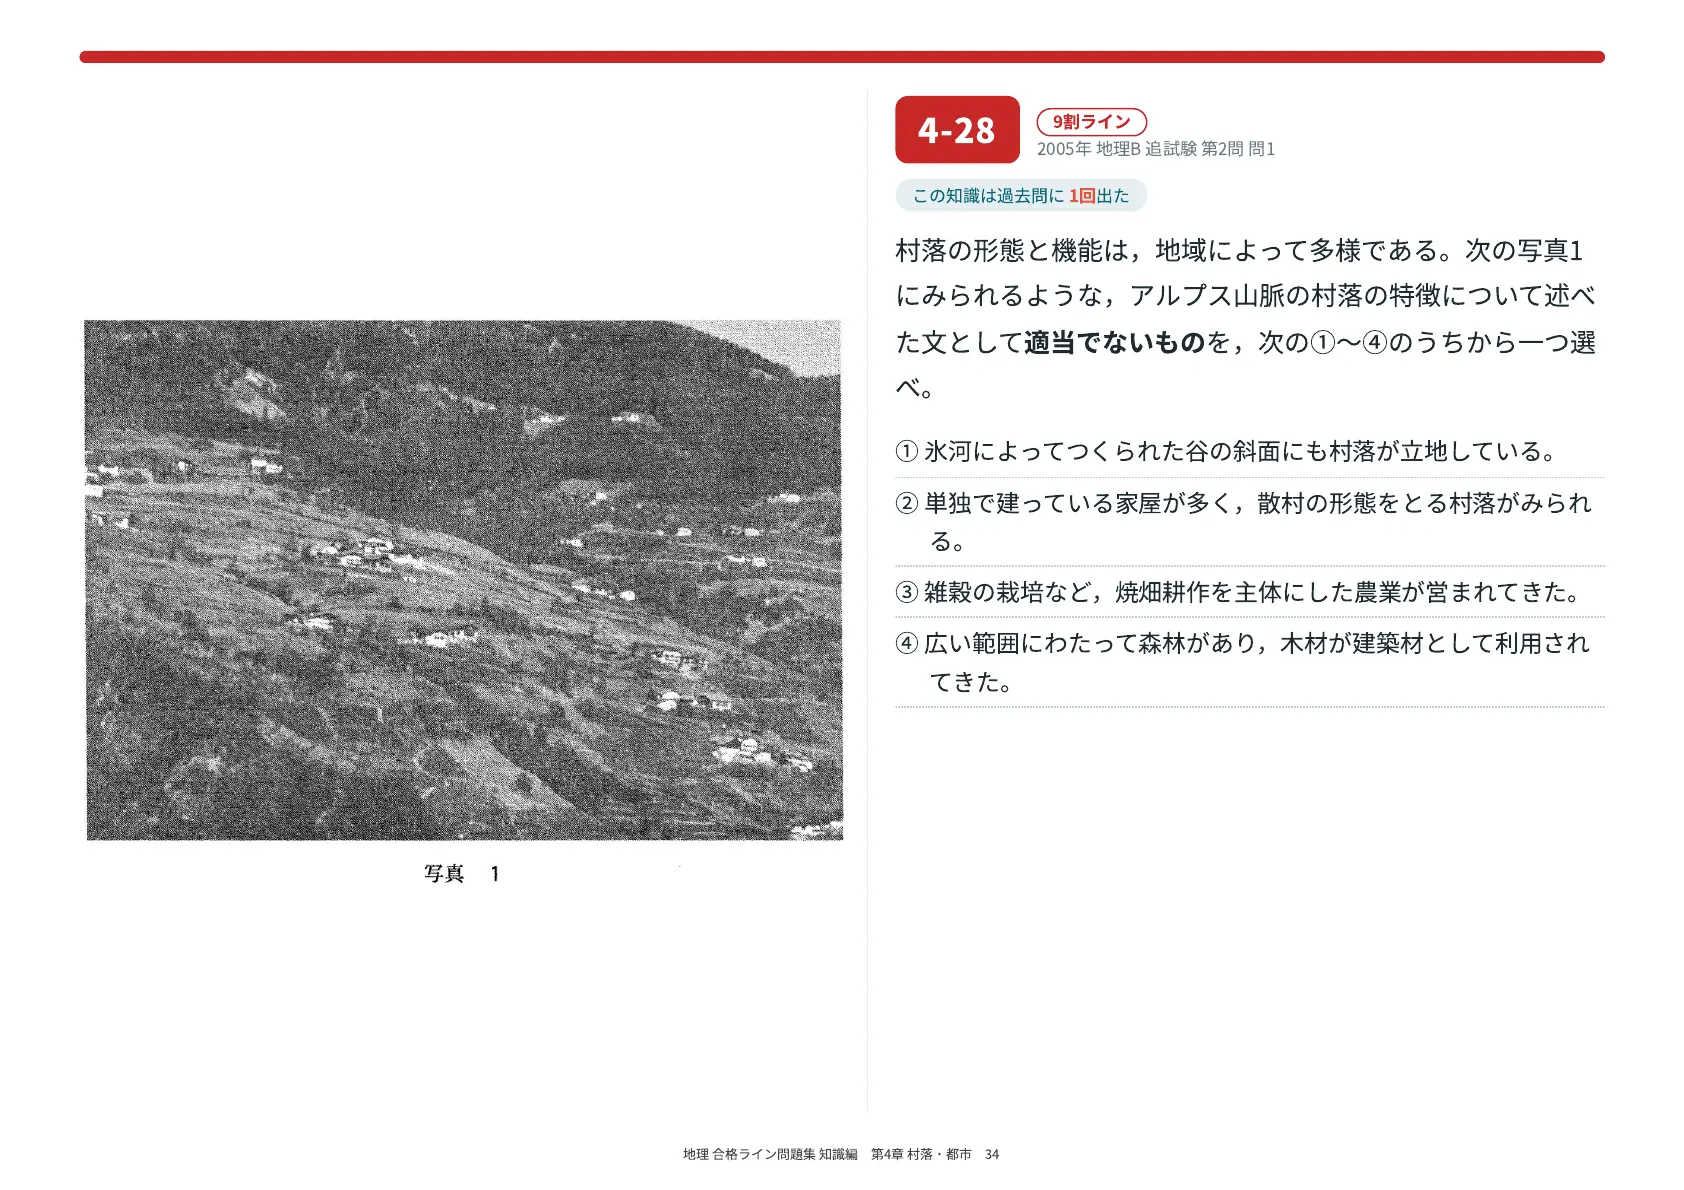 4-28
9割ライン
2005年 地理B 追試験 第2問 問1
この知識は過去問に 1回出た
村落の形態と機能は，地域によって多様である。次の写真1
にみられるような，アルプス山脈の村落の特徴について述べ
た文として適当でないものを，次の①～④のうちから一つ選
べ。
① 氷河によってつくられた谷の斜面にも村落が立地している。
② 単独で建っている家屋が多く，散村の形態をとる村落がみられ
る。
③ 雑穀の栽培など，焼畑耕作を主体にした農業が営まれてきた。
④ 広い範囲にわたって森林があり，木材が建築材として利用され
てきた。
写真 1
地理 合格ライン問題集 知識編 第4章 村落・都市 34